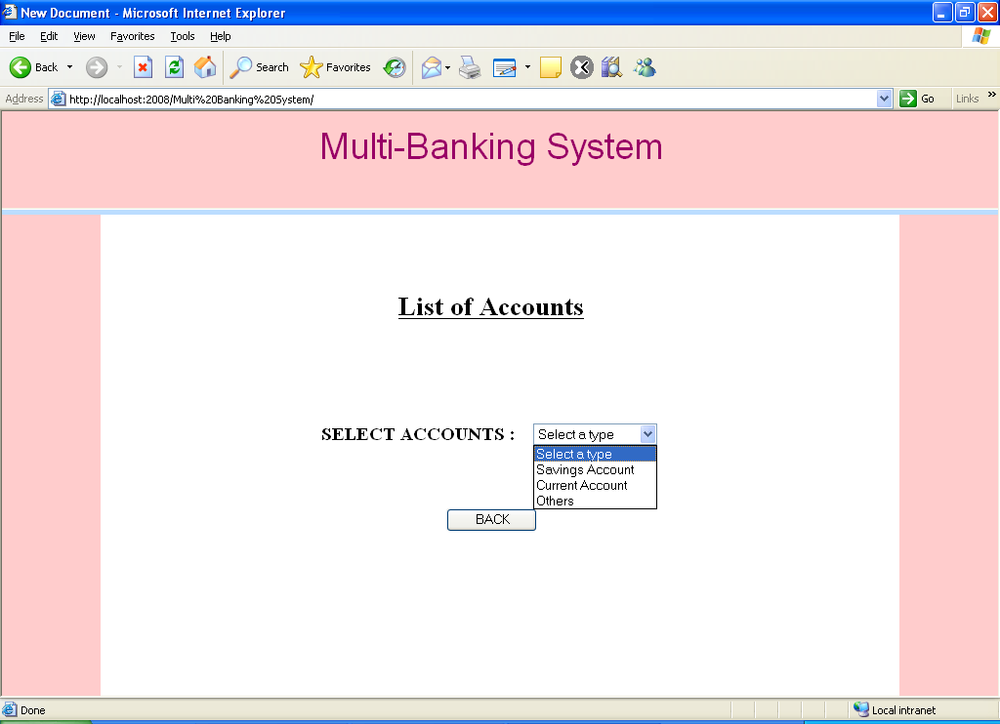 New Document - Microsoft Internet Explorer
File Edit View Favorites Tools Help
Back Search Favorites
Address http://localhost:2008/Multi%20Banking%20System/ Go Links »
Multi-Banking System
List of Accounts
SELECT ACCOUNTS : Select a type
Select a type
Savings Account
Current Account
Others
BACK
Done Local intranet